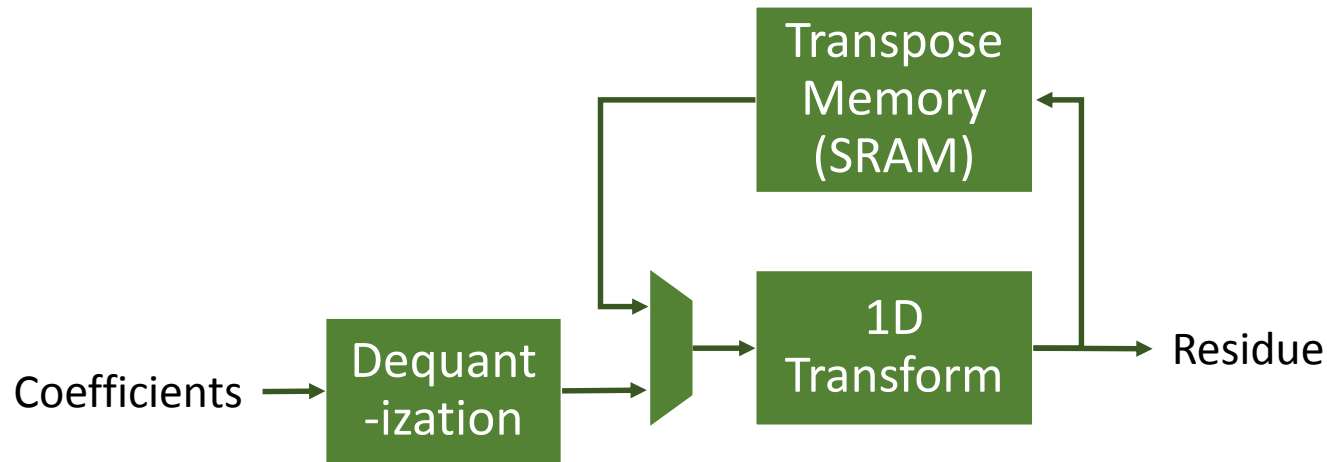 Transpose
Memory
(SRAM)
1D
Transform
Residue
Dequant
-ization
Coefficients